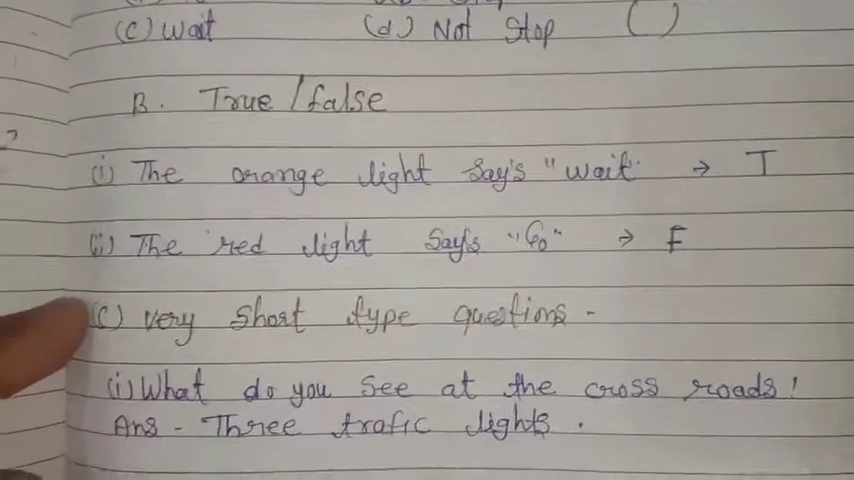 (c) wait (d) Not Stop ( )
B. True/false
(i) The orange light Say's "wait" → T
(ii) The red light Say's "Go" → F
(C) very short type questions -
(i) What do you see at the cross roads!
Ans - Three trafic lights.